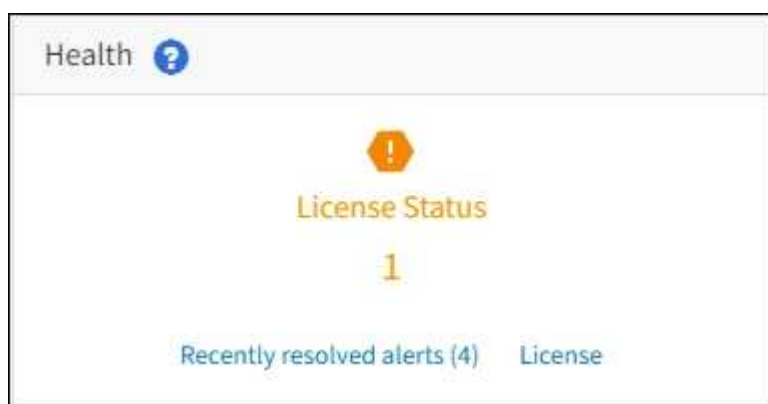 Health ?
!
License Status
1
Recently resolved alerts (4) License